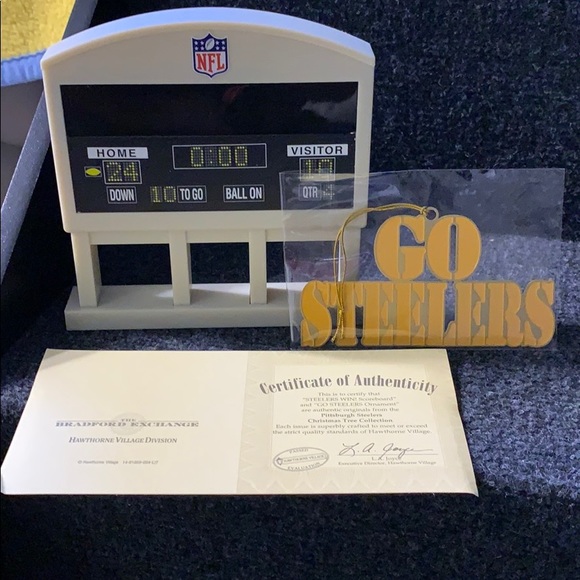 NFL
HOME
VISITOR
24
0:00
DOWN
10 TO GO
BALL ON
QTR 4
GO
STEELERS
THE
BRADFORD EXCHANGE
HAWTHORNE VILLAGE DIVISION
Certificate of Authenticity
This is to certify that
"STEELERS WIN! Scoreboard"
and "GO STEELERS Ornament"
are authentic originals from the
Pittsburgh Steelers
Christmas Tree Collection.
Each issue is superbly crafted to meet or exceed
the strict quality standards of Hawthorne Village.
L. A. Joyce
L.A. Joyce
Executive Director, Hawthorne Village